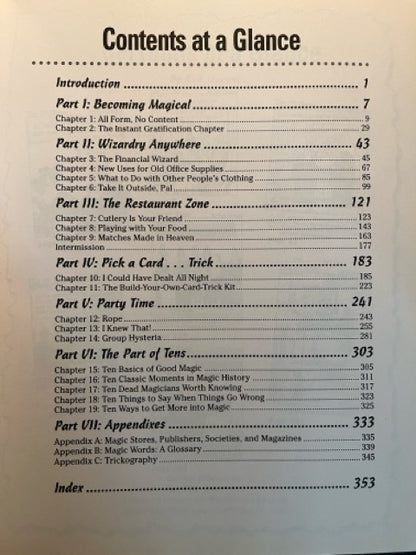 Contents at a Glance
Introduction 1
Part I: Becoming Magical 7
Chapter 1: All Form, No Content 9
Chapter 2: The Instant Gratification Chapter 29
Part II: Wizardry Anywhere 43
Chapter 3: The Financial Wizard 45
Chapter 4: New Uses for Old Office Supplies 67
Chapter 5: What to Do with Other People's Clothing 85
Chapter 6: Take It Outside, Pal 99
Part III: The Restaurant Zone 121
Chapter 7: Cutlery Is Your Friend 123
Chapter 8: Playing with Your Food 143
Chapter 9: Matches Made in Heaven 163
Intermission 177
Part IV: Pick a Card . . . Trick 183
Chapter 10: I Could Have Dealt All Night 185
Chapter 11: The Build-Your-Own-Card-Trick Kit 223
Part V: Party Time 241
Chapter 12: Rope 243
Chapter 13: I Knew That! 255
Chapter 14: Group Hysteria 281
Part VI: The Part of Tens 303
Chapter 15: Ten Basics of Good Magic 305
Chapter 16: Ten Classic Moments in Magic History 311
Chapter 17: Ten Dead Magicians Worth Knowing 317
Chapter 18: Ten Things to Say When Things Go Wrong 323
Chapter 19: Ten Ways to Get More into Magic 325
Part VII: Appendixes 333
Appendix A: Magic Stores, Publishers, Societies, and Magazines 335
Appendix B: Magic Words: A Glossary 339
Appendix C: Trickography 345
Index 353